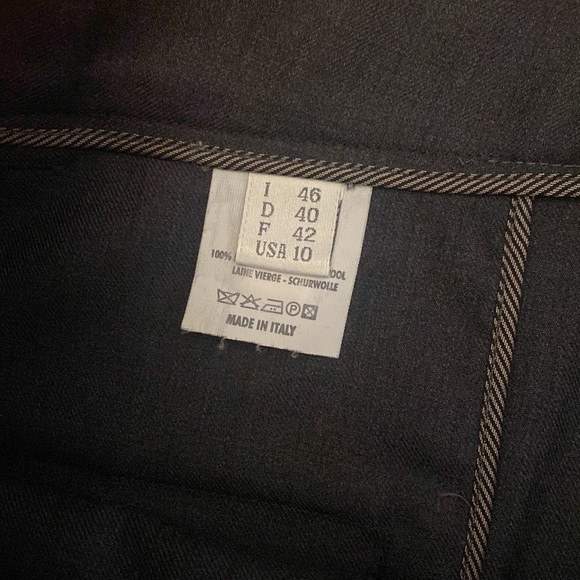 I 46
D 40
F 42
USA 10
100%
LAINE VIERGE - SCHURWOLLE
P
MADE IN ITALY